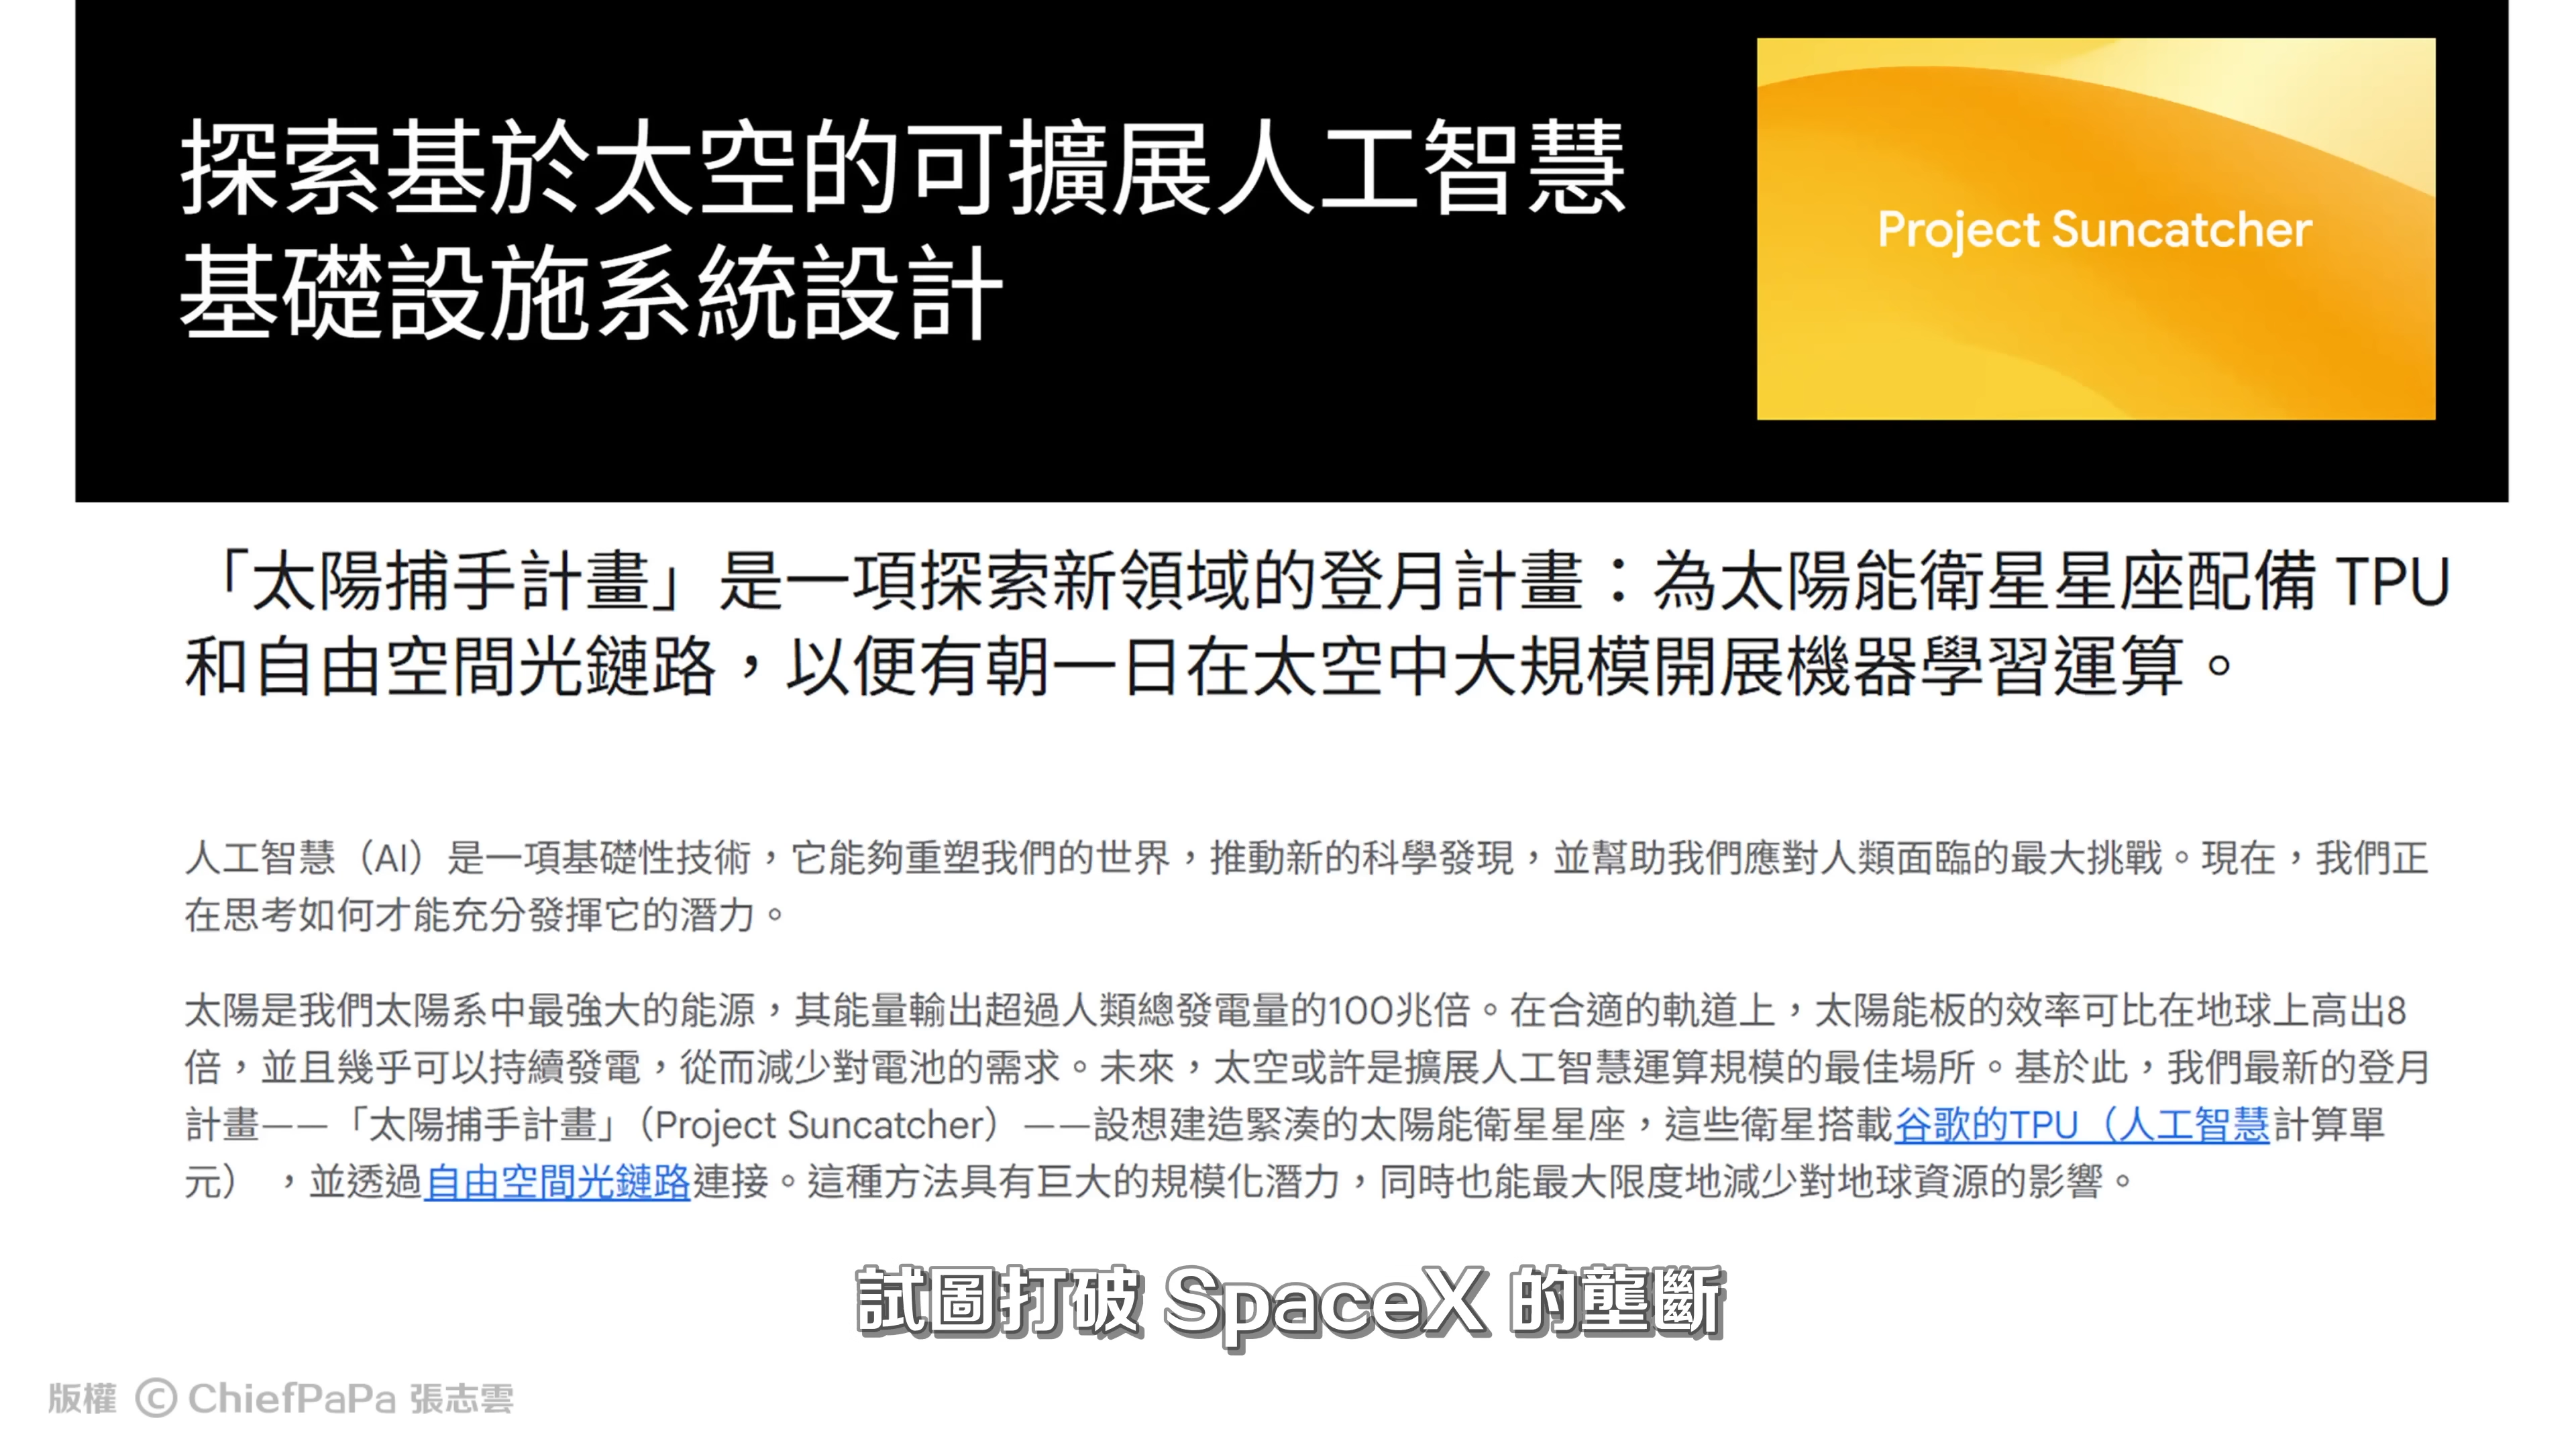 探索基於太空的可擴展人工智慧
基礎設施系統設計
Project Suncatcher
「太陽捕手計畫」是一項探索新領域的登月計畫：為太陽能衛星星座配備 TPU
和自由空間光鏈路，以便有朝一日在太空中大規模開展機器學習運算。
人工智慧（AI）是一項基礎性技術，它能夠重塑我們的世界，推動新的科學發現，並幫助我們應對人類面臨的最大挑戰。現在，我們正
在思考如何才能充分發揮它的潛力。
太陽是我們太陽系中最強大的能源，其能量輸出超過人類總發電量的100兆倍。在合適的軌道上，太陽能板的效率可比在地球上高出8
倍，並且幾乎可以持續發電，從而減少對電池的需求。未來，太空或許是擴展人工智慧運算規模的最佳場所。基於此，我們最新的登月
計畫——「太陽捕手計畫」（Project Suncatcher）——設想建造緊湊的太陽能衛星星座，這些衛星搭載谷歌的TPU（人工智慧計算單
元） ，並透過自由空間光鏈路連接。這種方法具有巨大的規模化潛力，同時也能最大限度地減少對地球資源的影響。
試圖打破 SpaceX 的壟斷
版權 © ChiefPaPa 張志雲